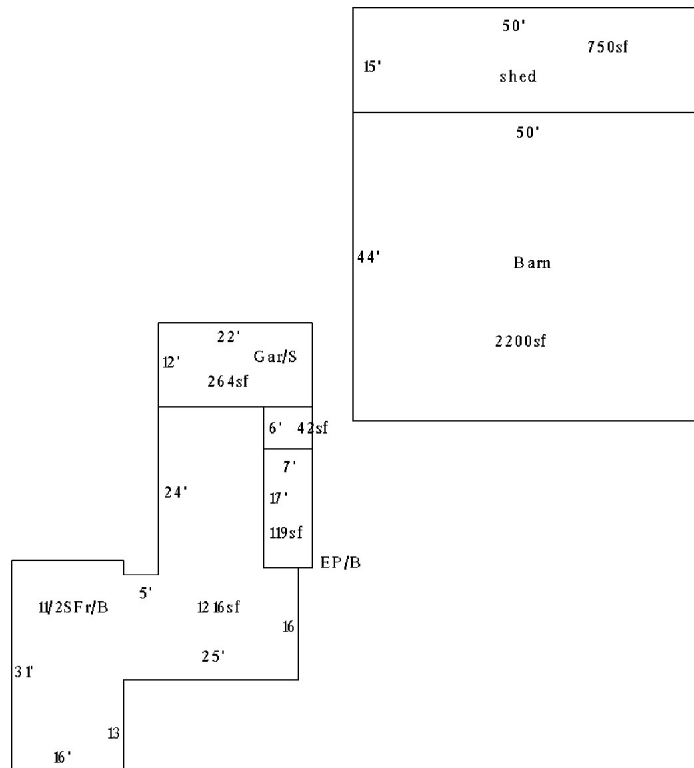 50'
750sf
15'
shed
50'
44'
Barn
2200sf
22'
Gar/S
12'
264sf
6' 42sf
7'
24'
17'
119sf
EP/B
5'
11/2SFr/B
1216sf
16
25'
31'
13
16'